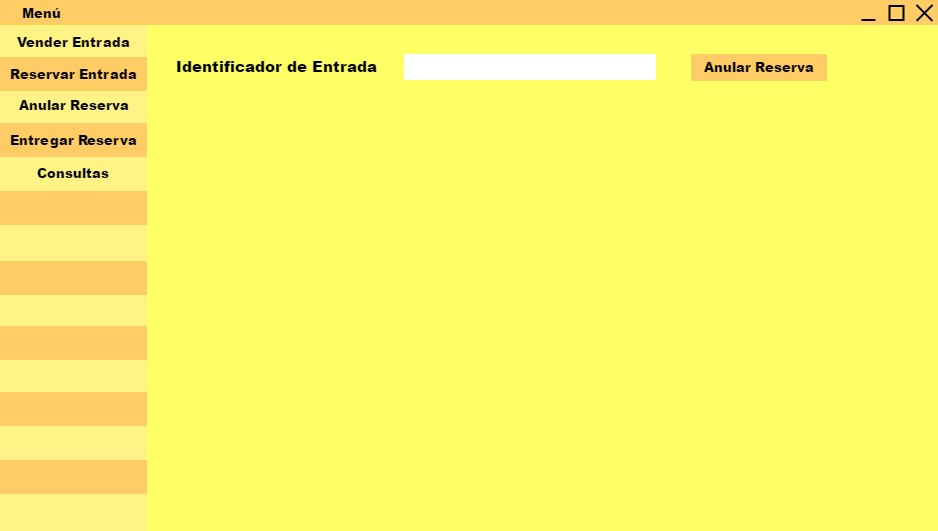 Menú
Vender Entrada
Reservar Entrada
Anular Reserva
Entregar Reserva
Consultas
Identificador de Entrada
Anular Reserva